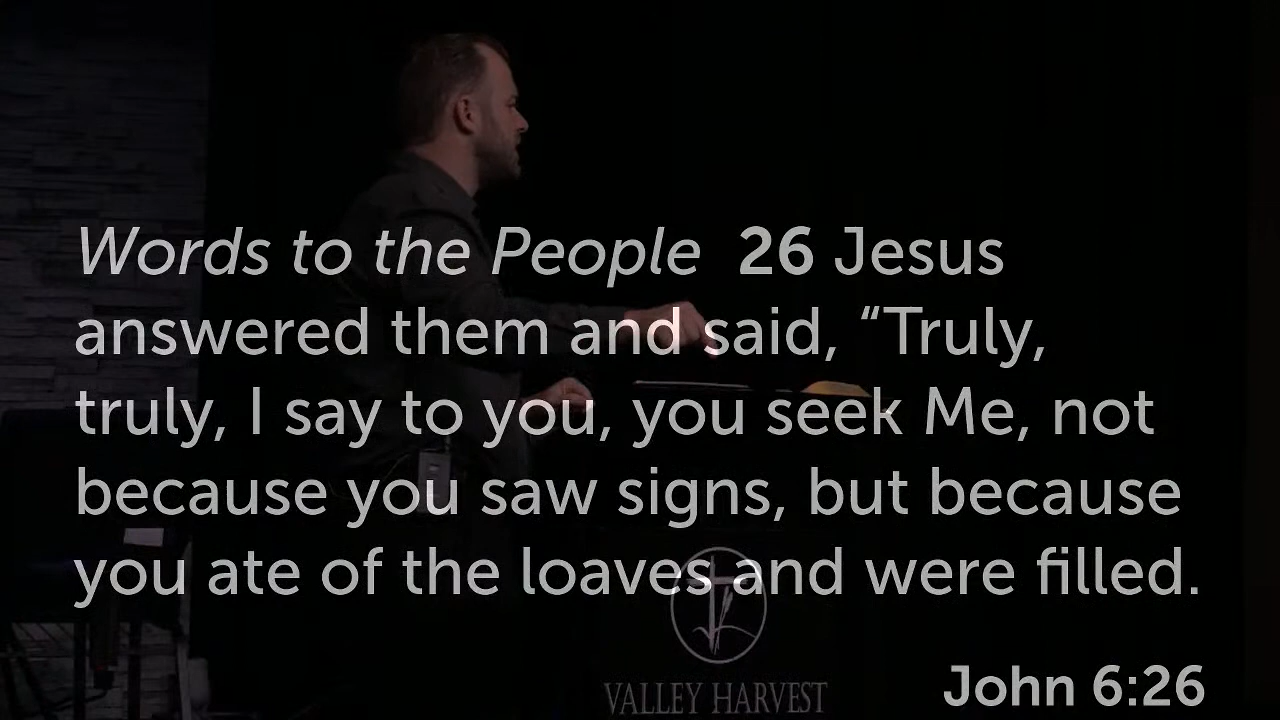 Words to the People 26 Jesus
answered them and said, “Truly,
truly, I say to you, you seek Me, not
because you saw signs, but because
you ate of the loaves and were filled.
John 6:26
VALLEY HARVEST